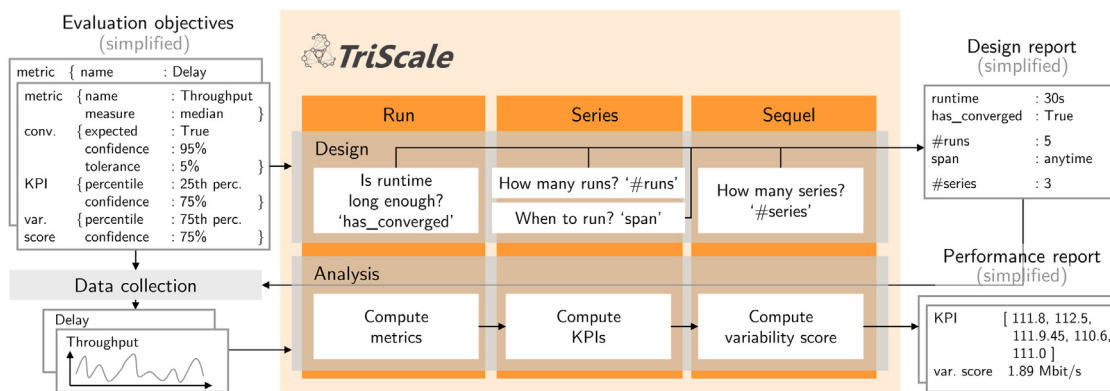 Evaluation objectives
(simplified)
metric { name : Delay
metric { name : Throughput
measure : median }
conv. { expected : True
confidence : 95%
tolerance : 5% }
KPI { percentile : 25th perc.
confidence : 75% }
var. { percentile : 75th perc.
score confidence : 75% }
Data collection
Delay
Throughput
TriScale
Run
Series
Sequel
Design
Is runtime
long enough?
‘has_converged’
How many runs? ‘#runs’
When to run? ‘span’
How many series?
‘#series’
Analysis
Compute
metrics
Compute
KPIs
Compute
variability score
Design report
(simplified)
runtime : 30s
has_converged : True
#runs : 5
span : anytime
#series : 3
Performance report
(simplified)
KPI [ 111.8, 112.5,
111.9.45, 110.6,
111.0 ]
var. score 1.89 Mbit/s